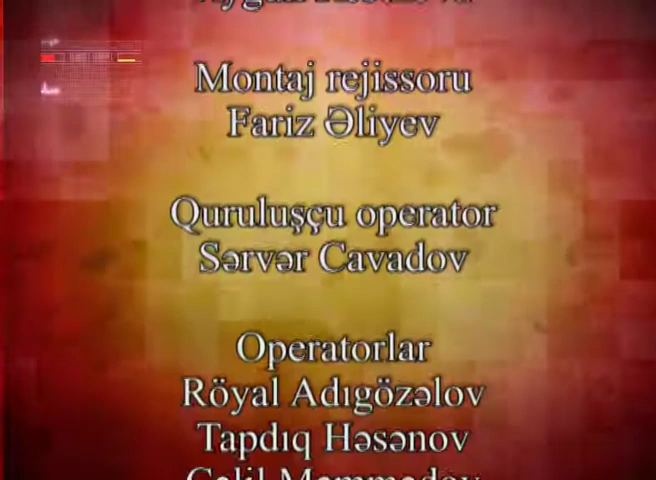 Montaj rejissoru
Fariz Əliyev
Quruluşçu operator
Sərvər Cavadov
Operatorlar
Röyal Adıgözəlov
Tapdıq Həsənov